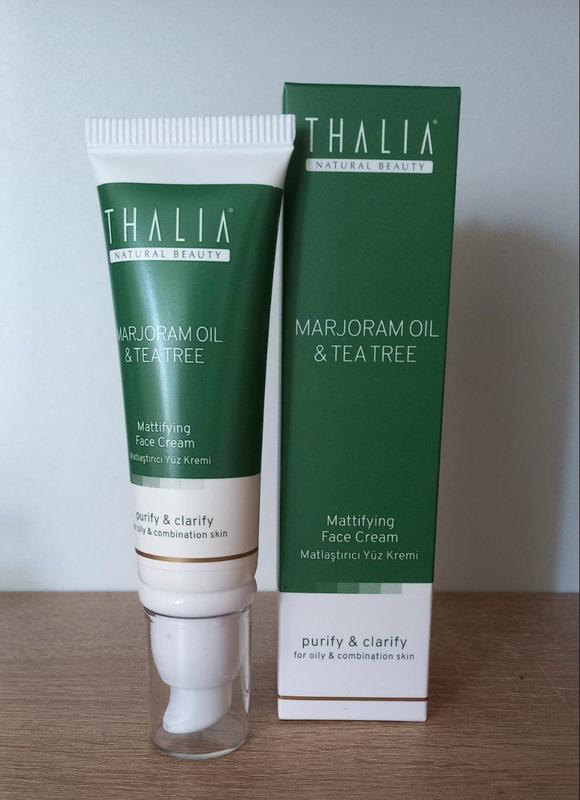 THALIA®
NATURAL BEAUTY
MARJORAM OIL
& TEA TREE
Mattifying
Face Cream
Matlaştırıcı Yüz Kremi
purify & clarify
for oily & combination skin
THALIA®
NATURAL BEAUTY
MARJORAM OIL
& TEA TREE
Mattifying
Face Cream
Matlaştırıcı Yüz Kremi
purify & clarify
for oily & combination skin